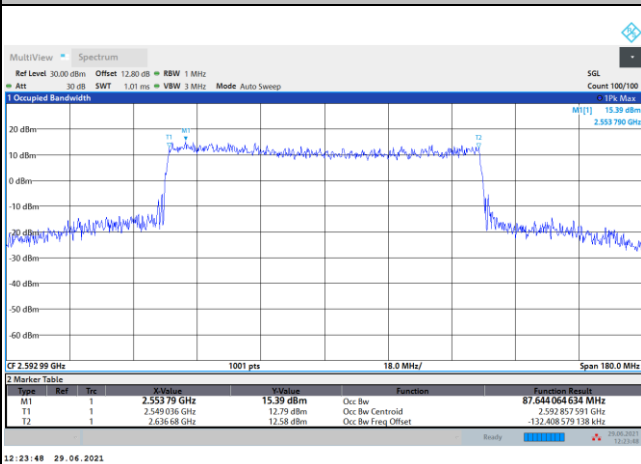 MultiView Spectrum
Ref Level 30.00 dBm Offset 12.80 dB RBW 1 MHz SGL
Att 30 dB SWT 1.01 ms VBW 3 MHz Mode Auto Sweep Count 100/100
1 Occupied Bandwidth 1Pk Max
M1[1] 15.39 dBm
2.553 790 GHz
20 dBm
M1
T1 T2
10 dBm
0 dBm
-10 dBm
-20 dBm
-30 dBm
-40 dBm
-50 dBm
-60 dBm
CF 2.592 99 GHz 1001 pts 18.0 MHz/ Span 180.0 MHz
2 Marker Table
Type Ref Trc X-Value Y-Value Function Function Result
M1 1 2.553 79 GHz 15.39 dBm Occ Bw 87.644 064 634 MHz
T1 1 2.549 036 GHz 12.79 dBm Occ Bw Centroid 2.592 857 591 GHz
T2 1 2.636 68 GHz 12.58 dBm Occ Bw Freq Offset -132.408 579 138 kHz
Ready 29.06.2021
12:23:48
12:23:48 29.06.2021